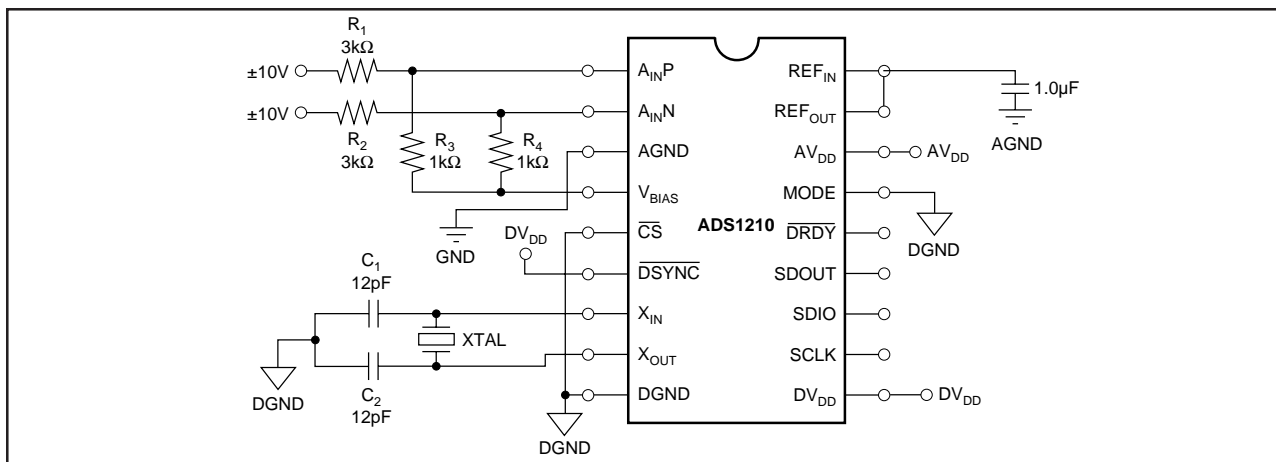 R1
3kΩ
±10V
±10V
R2
3kΩ
R3
1kΩ
R4
1kΩ
GND
DVDD
C1
12pF
XTAL
C2
12pF
DGND
DGND
AINP
AINN
AGND
VBIAS
CS
DSYNC
XIN
XOUT
DGND
ADS1210
REFIN
REFOUT
AVDD
MODE
DRDY
SDOUT
SDIO
SCLK
DVDD
1.0µF
AGND
AVDD
DGND
DVDD